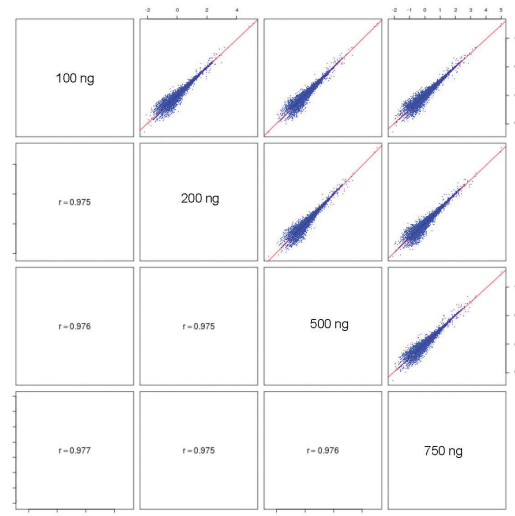 -2 0 2 4 -2 -1 0 1 2 3 4 5
100 ng
r = 0.975 200 ng
r = 0.976 r = 0.975 500 ng
r = 0.977 r = 0.975 r = 0.976 750 ng